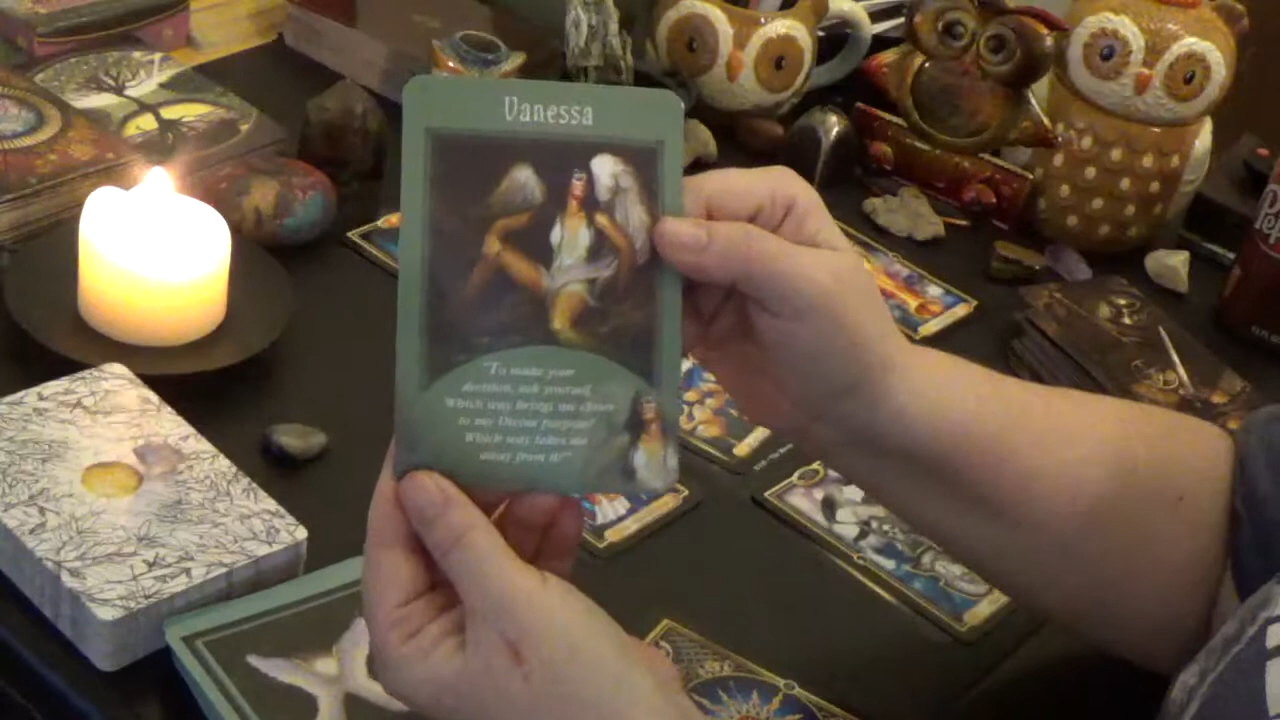 Vanessa
"To make your
decision, ask yourself,
Which way brings me closer
to my Divine purpose?
Which way takes me
away from it?"
Pep